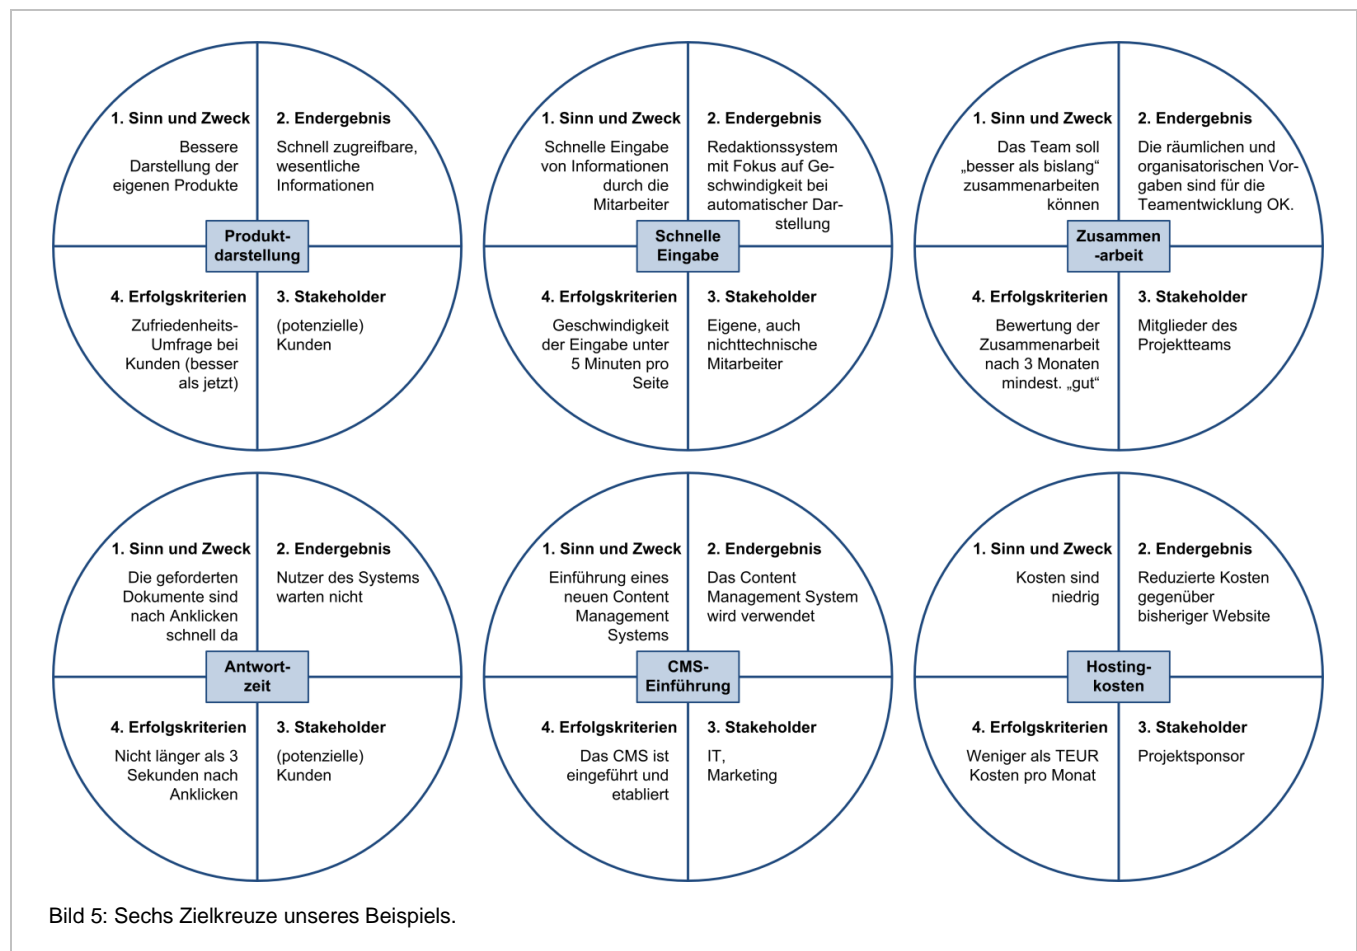 1. Sinn und Zweck
Bessere
Darstellung der
eigenen Produkte
2. Endergebnis
Schnell zugreifbare,
wesentliche
Informationen
Produkt-
darstellung
4. Erfolgskriterien
Zufriedenheits-
Umfrage bei
Kunden (besser
als jetzt)
3. Stakeholder
(potenzielle)
Kunden
1. Sinn und Zweck
Schnelle Eingabe
von Informationen
durch die
Mitarbeiter
2. Endergebnis
Redaktionssystem
mit Fokus auf Ge-
schwindigkeit bei
automatischer Dar-
stellung
Schnelle
Eingabe
4. Erfolgskriterien
Geschwindigkeit
der Eingabe unter
5 Minuten pro
Seite
3. Stakeholder
Eigene, auch
nichttechnische
Mitarbeiter
1. Sinn und Zweck
Das Team soll
„besser als bislang“
zusammenarbeiten
können
2. Endergebnis
Die räumlichen und
organisatorischen Vor-
gaben sind für die
Teamentwicklung OK.
Zusammen
-arbeit
4. Erfolgskriterien
Bewertung der
Zusammenarbeit
nach 3 Monaten
mindest. „gut“
3. Stakeholder
Mitglieder des
Projektteams
1. Sinn und Zweck
Die geforderten
Dokumente sind
nach Anklicken
schnell da
2. Endergebnis
Nutzer des Systems
warten nicht
Antwort-
zeit
4. Erfolgskriterien
Nicht länger als 3
Sekunden nach
Anklicken
3. Stakeholder
(potenzielle)
Kunden
1. Sinn und Zweck
Einführung eines
neuen Content
Management
Systems
2. Endergebnis
Das Content
Management System
wird verwendet
CMS-
Einführung
4. Erfolgskriterien
Das CMS ist
eingeführt und
etabliert
3. Stakeholder
IT,
Marketing
1. Sinn und Zweck
Kosten sind
niedrig
2. Endergebnis
Reduzierte Kosten
gegenüber
bisheriger Website
Hosting-
kosten
4. Erfolgskriterien
Weniger als TEUR
Kosten pro Monat
3. Stakeholder
Projektsponsor
Bild 5: Sechs Zielkreuze unseres Beispiels.